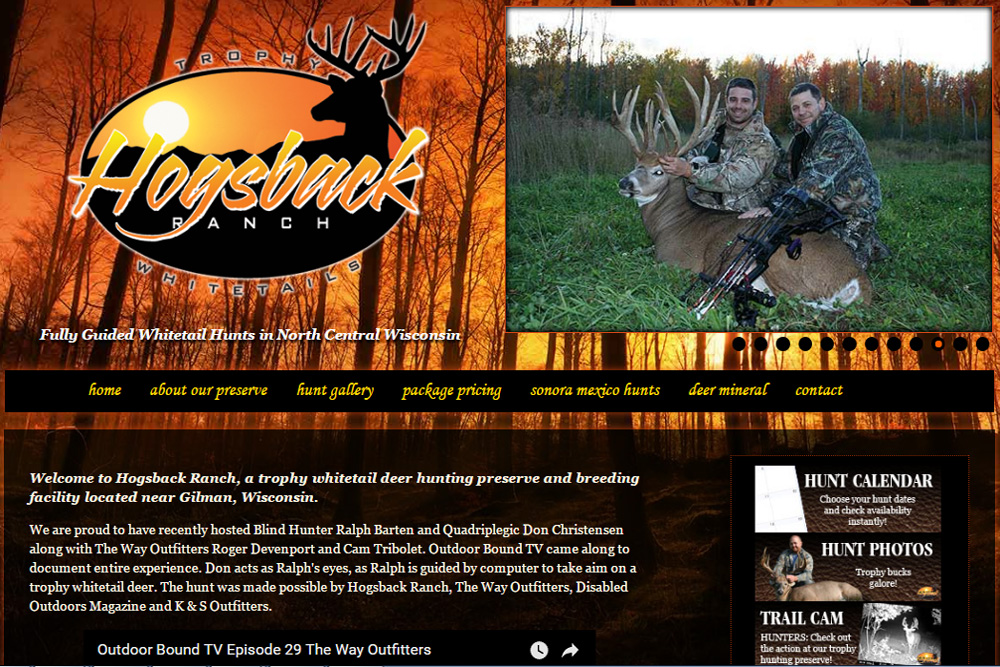 TROPHY
Hogsback
RANCH
WHITETAILS
Fully Guided Whitetail Hunts in North Central Wisconsin
home about our preserve hunt gallery package pricing sonora mexico hunts deer mineral contact
Welcome to Hogsback Ranch, a trophy whitetail deer hunting preserve and breeding
facility located near Gilman, Wisconsin.
We are proud to have recently hosted Blind Hunter Ralph Barten and Quadriplegic Don Christensen
along with The Way Outfitters Roger Devenport and Cam Tribolet. Outdoor Bound TV came along to
document entire experience. Don acts as Ralph's eyes, as Ralph is guided by computer to take aim on a
trophy whitetail deer. The hunt was made possible by Hogsback Ranch, The Way Outfitters, Disabled
Outdoors Magazine and K & S Outfitters.
Outdoor Bound TV Episode 29 The Way Outfitters
HUNT CALENDAR
Choose your hunt dates
and check availability
instantly!
HUNT PHOTOS
Trophy bucks
galore!
TRAIL CAM
HUNTERS: Check out
the action at our trophy
hunting preserve!